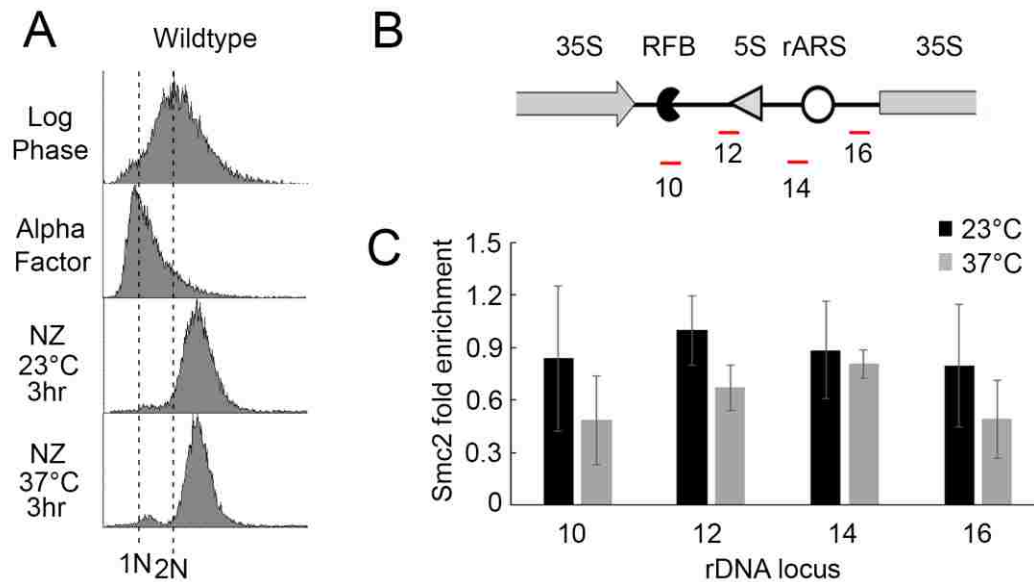 A
Wildtype
Log
Phase
Alpha
Factor
NZ
23°C
3hr
NZ
37°C
3hr
1N 2N
B
35S RFB 5S rARS 35S
12 16
10 14
C
23°C
37°C
Smc2 fold enrichment
1.5
1.2
0.9
0.6
0.3
0
10 12 14 16
rDNA locus